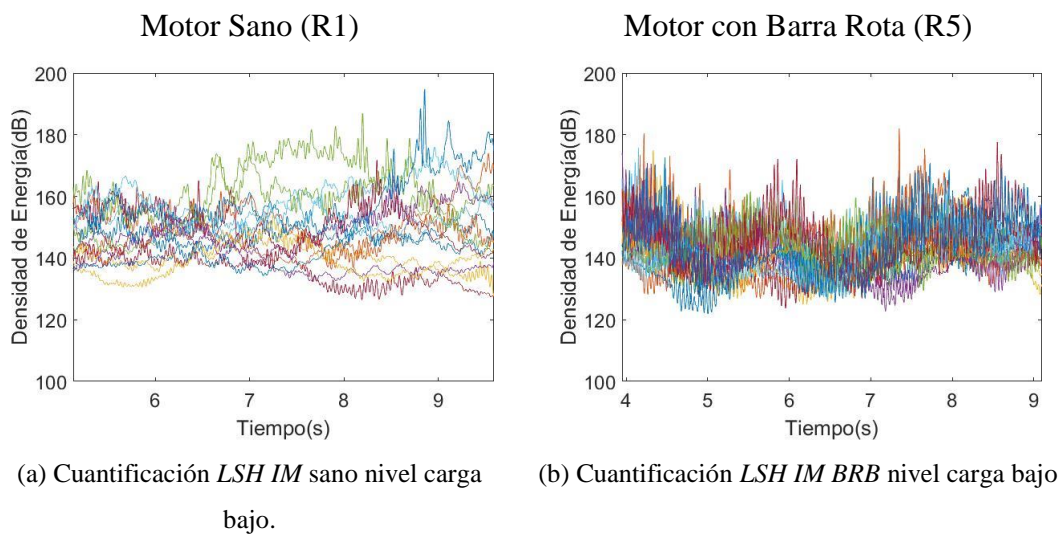 Motor Sano (R1)
Motor con Barra Rota (R5)
200
180
160
140
120
100
Densidad de Energía(dB)
6
7
8
9
Tiempo(s)
200
180
160
140
120
100
Densidad de Energía(dB)
4
5
6
7
8
9
Tiempo(s)
(a) Cuantificación LSH IM sano nivel carga
bajo.
(b) Cuantificación LSH IM BRB nivel carga bajo